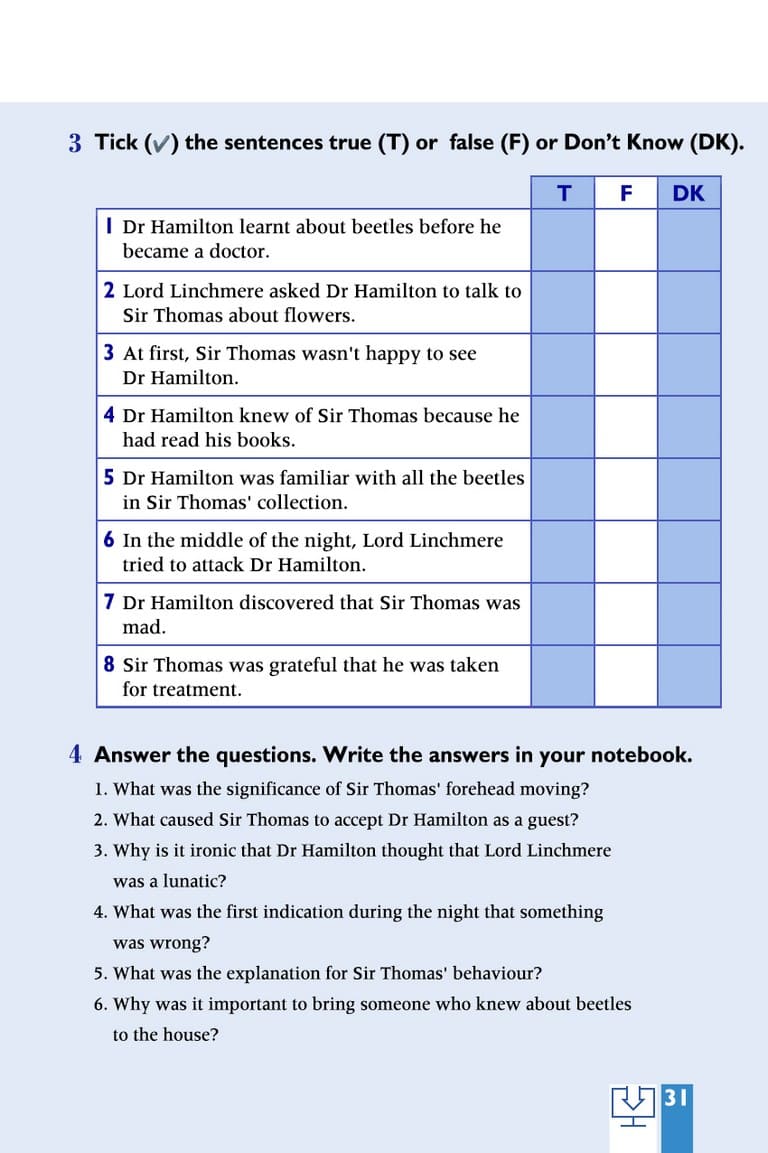 3 Tick (✓) the sentences true (T) or false (F) or Don't Know (DK).
T F DK
1 Dr Hamilton learnt about beetles before he
became a doctor.
2 Lord Linchmere asked Dr Hamilton to talk to
Sir Thomas about flowers.
3 At first, Sir Thomas wasn't happy to see
Dr Hamilton.
4 Dr Hamilton knew of Sir Thomas because he
had read his books.
5 Dr Hamilton was familiar with all the beetles
in Sir Thomas' collection.
6 In the middle of the night, Lord Linchmere
tried to attack Dr Hamilton.
7 Dr Hamilton discovered that Sir Thomas was
mad.
8 Sir Thomas was grateful that he was taken
for treatment.
4 Answer the questions. Write the answers in your notebook.
1. What was the significance of Sir Thomas' forehead moving?
2. What caused Sir Thomas to accept Dr Hamilton as a guest?
3. Why is it ironic that Dr Hamilton thought that Lord Linchmere
was a lunatic?
4. What was the first indication during the night that something
was wrong?
5. What was the explanation for Sir Thomas' behaviour?
6. Why was it important to bring someone who knew about beetles
to the house?
31